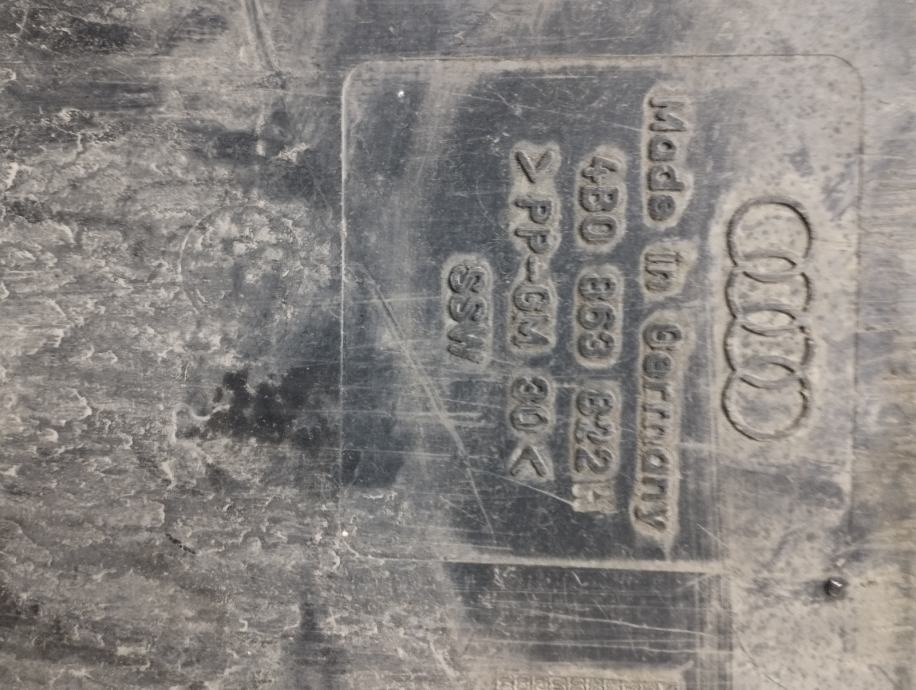 Made in Germany
4B0 863 822 H
>PP-GM 30<
SSW